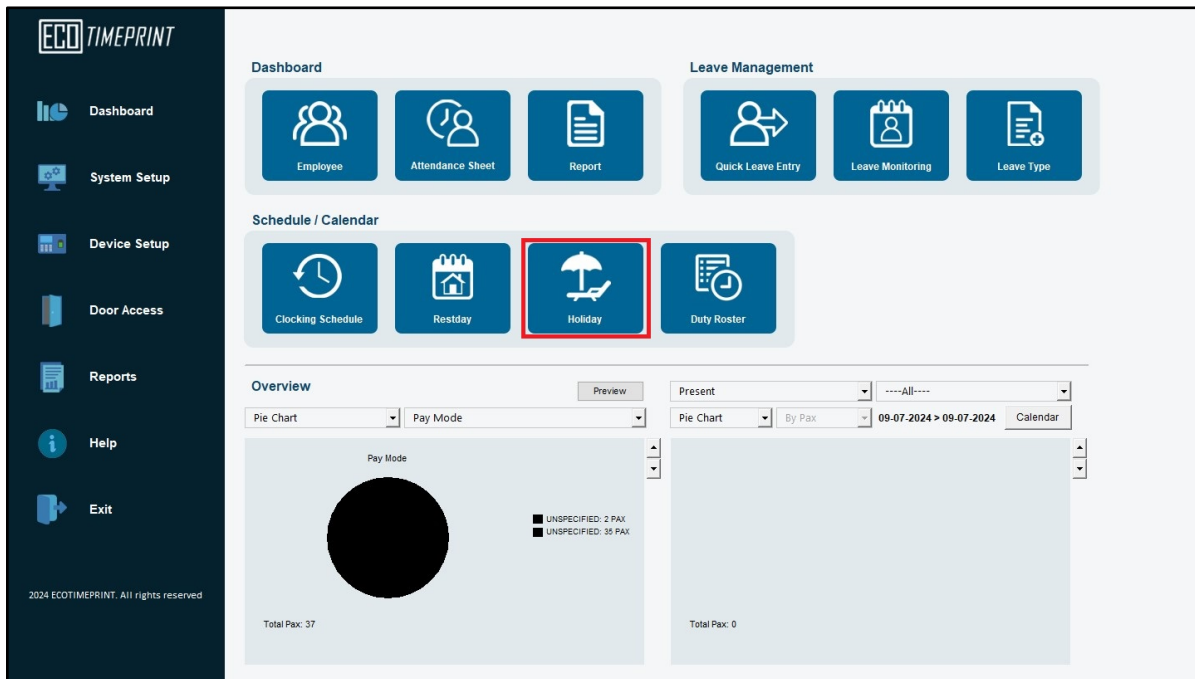 ECO TIMEPRINT
Dashboard
System Setup
Device Setup
Door Access
Reports
Help
Exit
2024 ECOTIMEPRINT. All rights reserved
Dashboard
Employee
Attendance Sheet
Report
Leave Management
Quick Leave Entry
Leave Monitoring
Leave Type
Schedule / Calendar
Clocking Schedule
Restday
Holiday
Duty Roster
Overview
Preview
Pie Chart
Pay Mode
Pay Mode
UNSPECIFIED: 2 PAX
UNSPECIFIED: 35 PAX
Total Pax: 37
Present
----All----
Pie Chart
By Pax
09-07-2024 > 09-07-2024
Calendar
Total Pax: 0